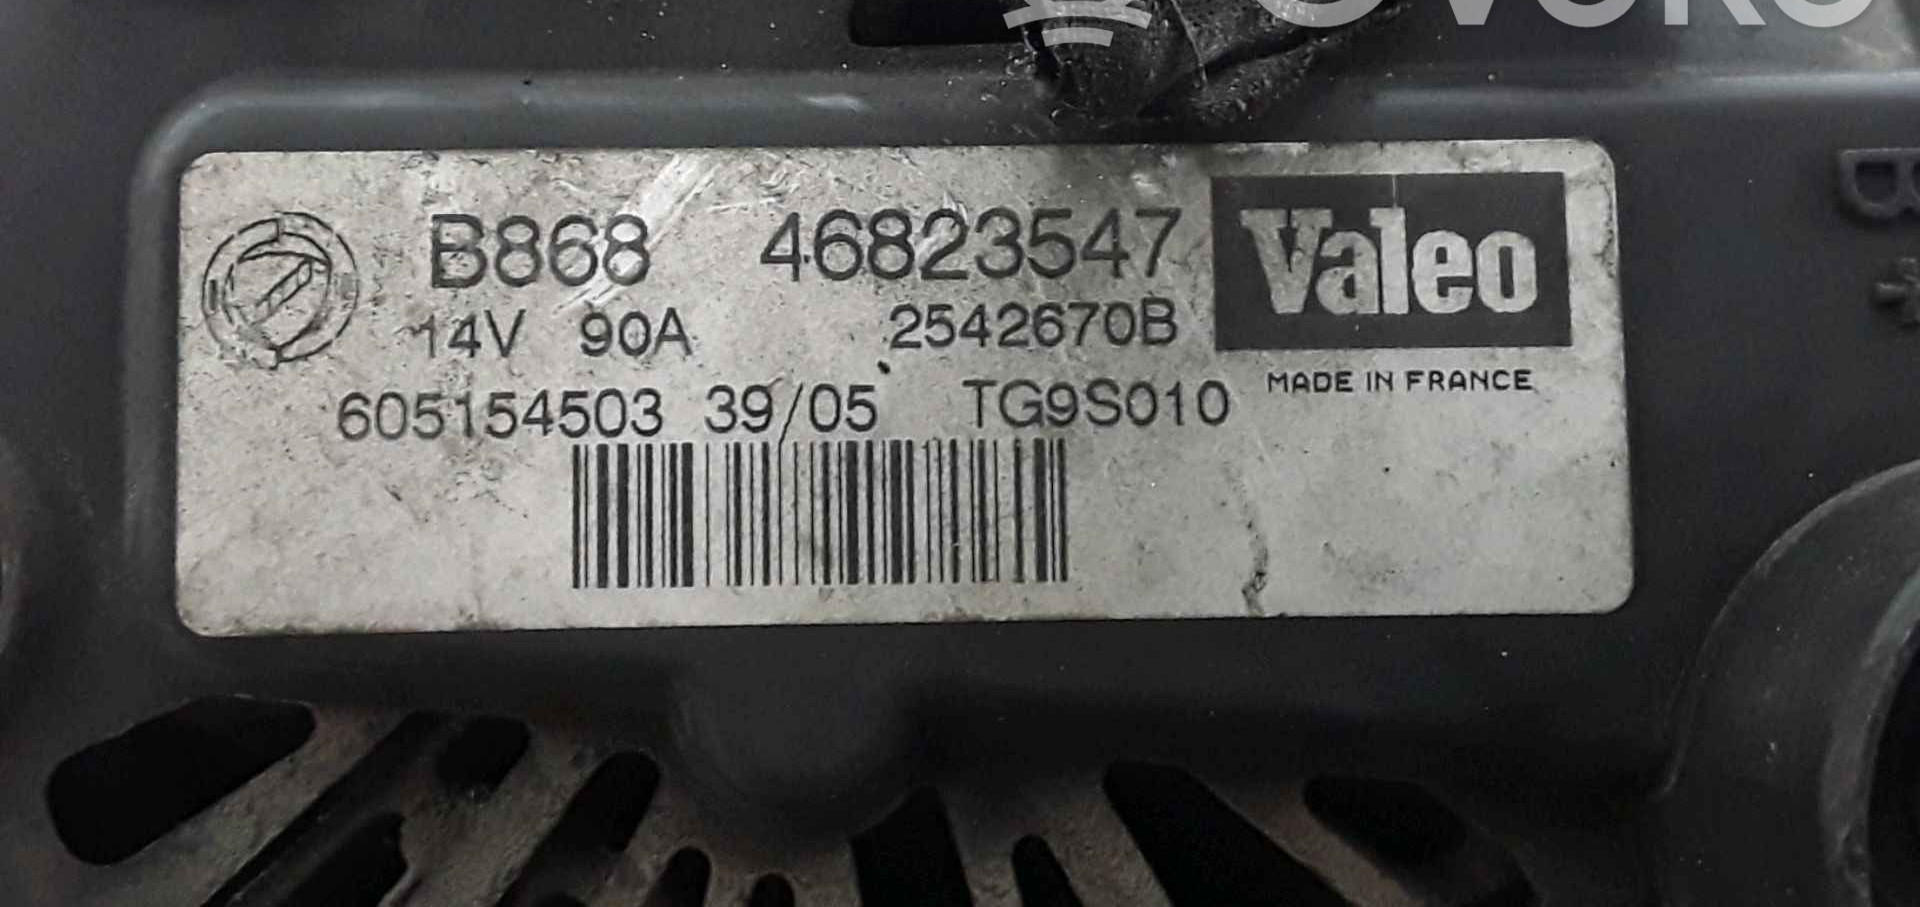 B868 46823547
Valeo
14V 90A 2542670B
MADE IN FRANCE
605154503 39/05 TG9S010
B
+